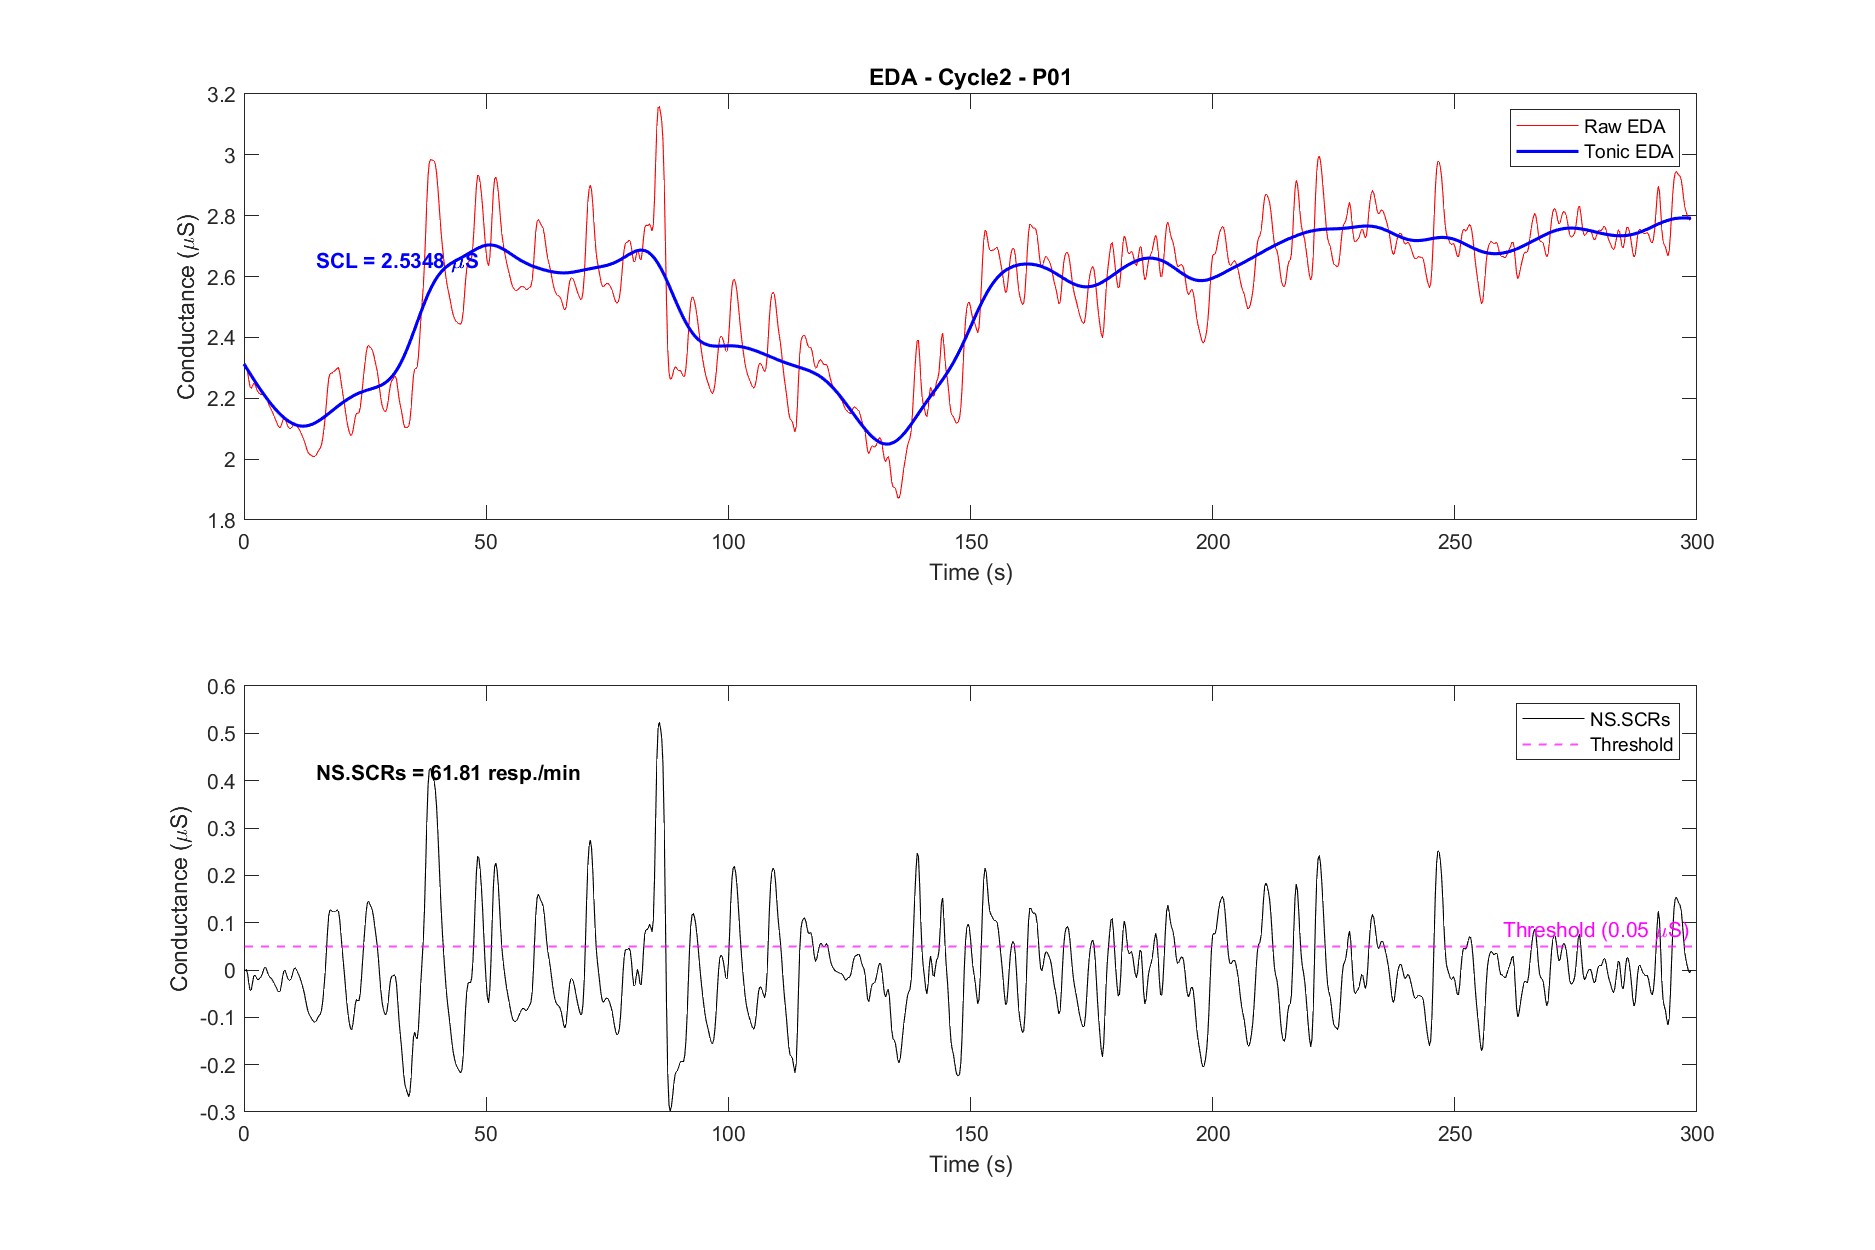 EDA - Cycle2 - P01
3.2
3
2.8
2.6
2.4
2.2
2
1.8
Conductance (μS)
SCL = 2.5348 μS
Raw EDA
Tonic EDA
0
50
100
150
200
250
300
Time (s)
0.6
0.5
0.4
0.3
0.2
0.1
0
-0.1
-0.2
-0.3
Conductance (μS)
NS.SCRs = 61.81 resp./min
NS.SCRs
Threshold
Threshold (0.05 μS)
0
50
100
150
200
250
300
Time (s)